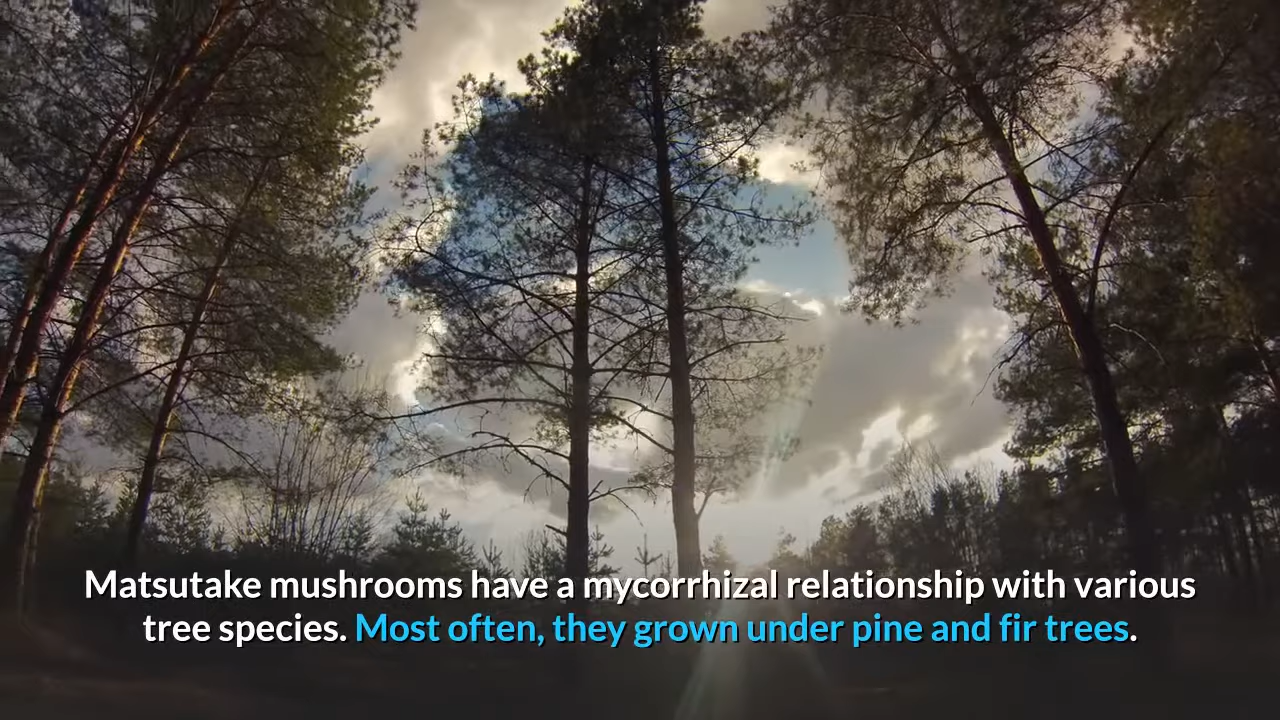 Matsutake mushrooms have a mycorrhizal relationship with various
tree species. Most often, they grown under pine and fir trees.